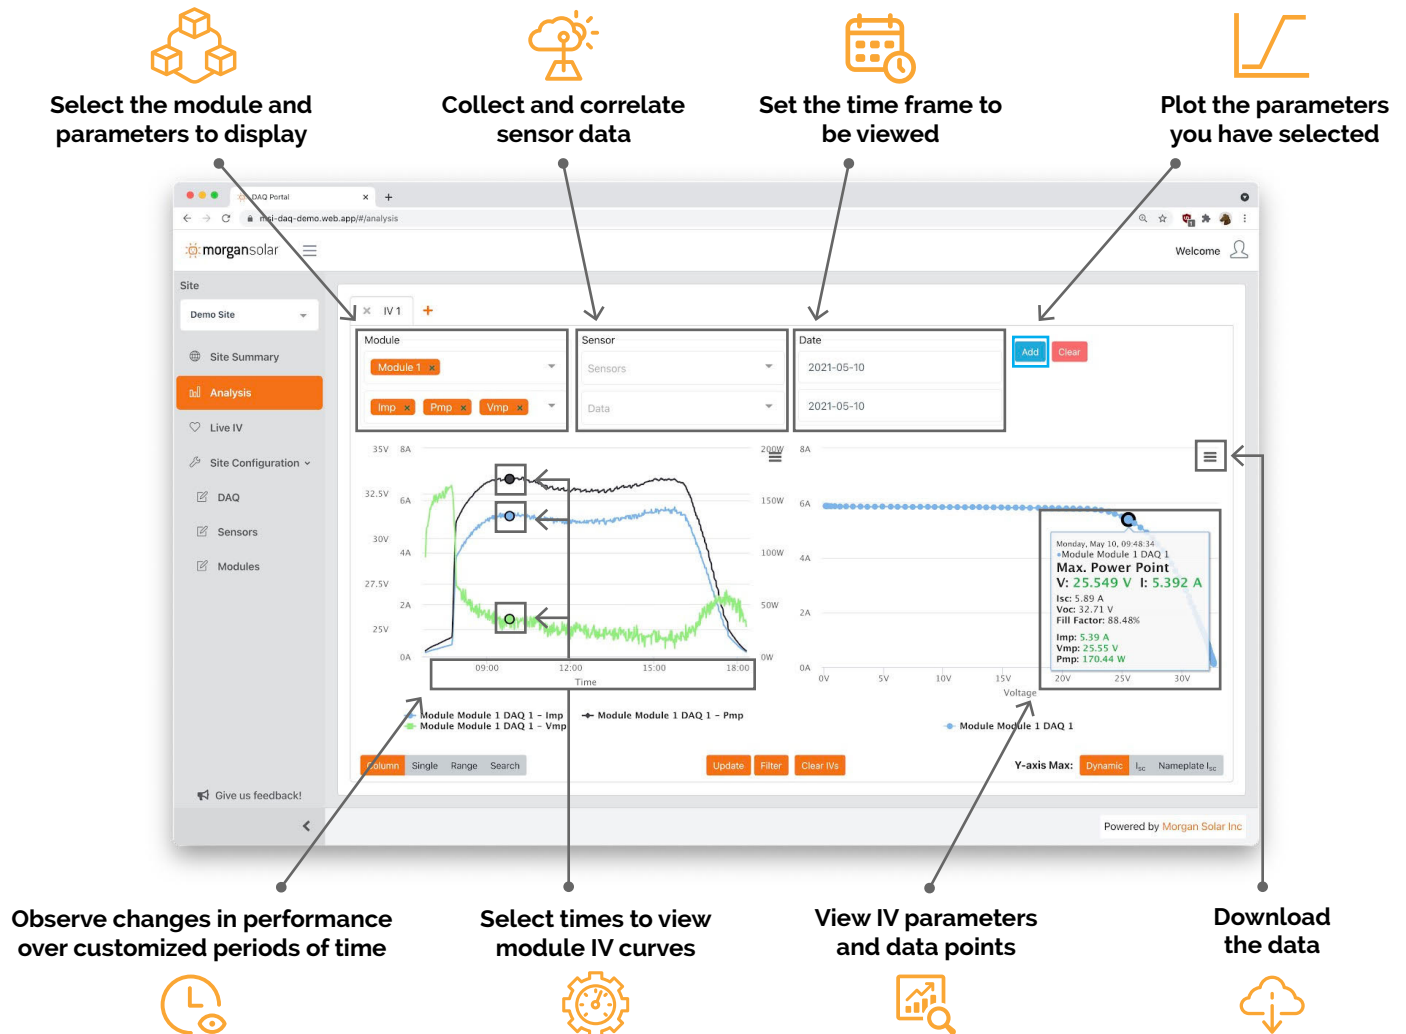 Select the module and
parameters to display
Collect and correlate
sensor data
Set the time frame to
be viewed
Plot the parameters
you have selected
DAQ Portal
msi-daq-demo.web.app/#/analysis
morgansolar
Welcome
Site
Demo Site
Site Summary
Analysis
Live IV
Site Configuration
DAQ
Sensors
Modules
Give us feedback!
IV 1
Module
Module 1
Imp Pmp Vmp
Sensor
Sensors
Data
Date
2021-05-10
2021-05-10
Add Clear
35V 8A 200W
32.5V 6A 150W
30V 4A 100W
27.5V 2A 50W
25V 0A 0W
09:00 12:00 15:00 18:00
Time
Module Module 1 DAQ 1 - Imp Module Module 1 DAQ 1 - Pmp
Module Module 1 DAQ 1 - Vmp
8A
6A
4A
2A
0A
0V 5V 10V 15V 20V 25V 30V
Voltage
Module Module 1 DAQ 1
Monday, May 10, 09:48:34
Module Module 1 DAQ 1
Max. Power Point
V: 25.549 V I: 5.392 A
Isc: 5.89 A
Voc: 32.71 V
Fill Factor: 88.48%
Imp: 5.39 A
Vmp: 25.55 V
Pmp: 170.44 W
Column Single Range Search
Update Filter Clear IVs
Y-axis Max: Dynamic Isc Nameplate Isc
Powered by Morgan Solar Inc
Observe changes in performance
over customized periods of time
Select times to view
module IV curves
View IV parameters
and data points
Download
the data